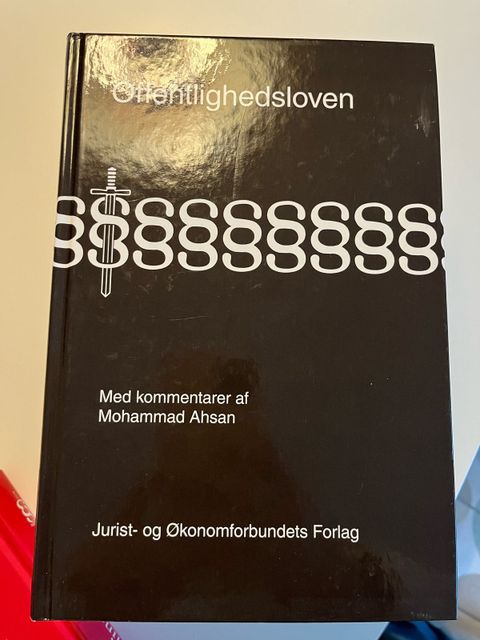 Offentlighedsloven
§§§§§§§§
Med kommentarer af
Mohammad Ahsan
Jurist- og Økonomforbundets Forlag